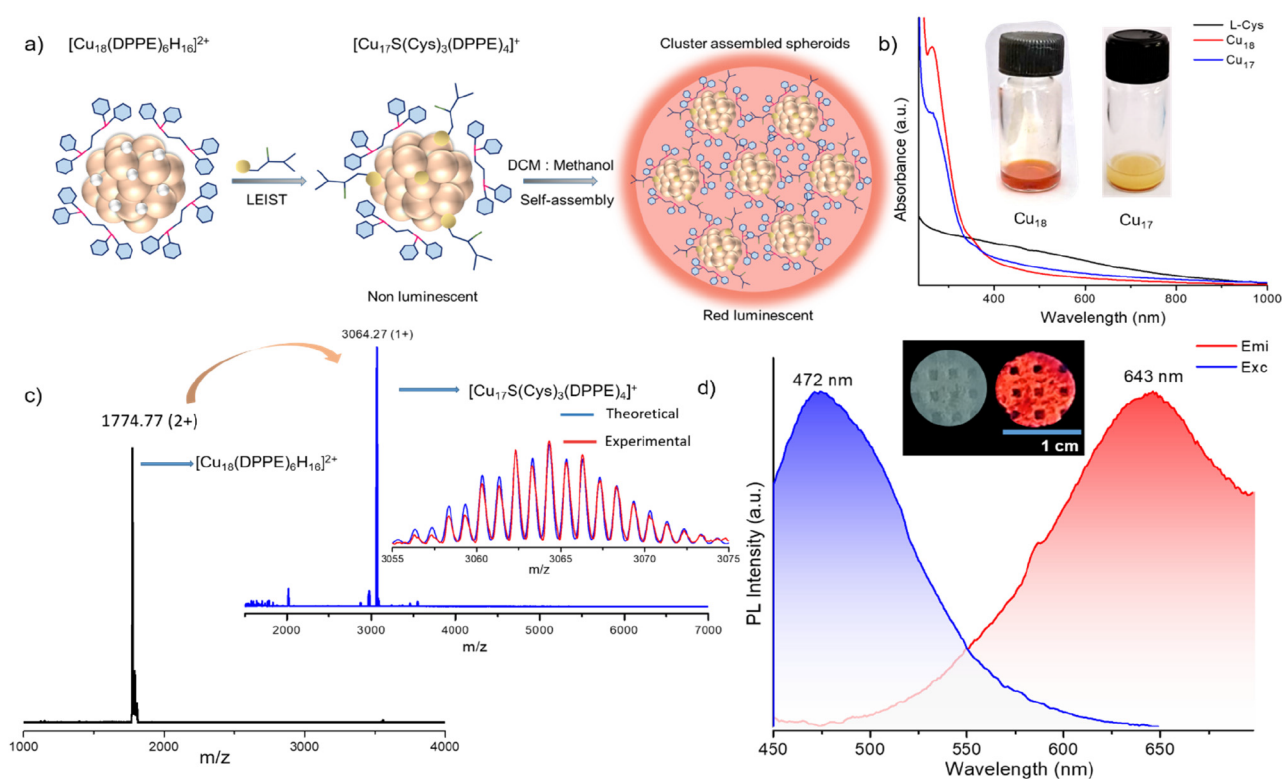 a)
[Cu₁₈(DPPE)₆H₁₆]²⁺
[Cu₁₇S(Cys)₃(DPPE)₄]⁺
Cluster assembled spheroids
LEIST
DCM : Methanol
Self-assembly
Non luminescent
Red luminescent
b)
L-Cys
Cu₁₈
Cu₁₇
Absorbance (a.u.)
Cu₁₈
Cu₁₇
400
600
800
1000
Wavelength (nm)
c)
3064.27 (1+)
1774.77 (2+)
[Cu₁₇S(Cys)₃(DPPE)₄]⁺
[Cu₁₈(DPPE)₆H₁₆]²⁺
Theoretical
Experimental
3055
3060
3065
3070
3075
m/z
2000
3000
4000
5000
6000
7000
m/z
1000
2000
3000
4000
m/z
d)
Emi
Exc
472 nm
643 nm
1 cm
PL Intensity (a.u.)
450
500
550
600
650
Wavelength (nm)